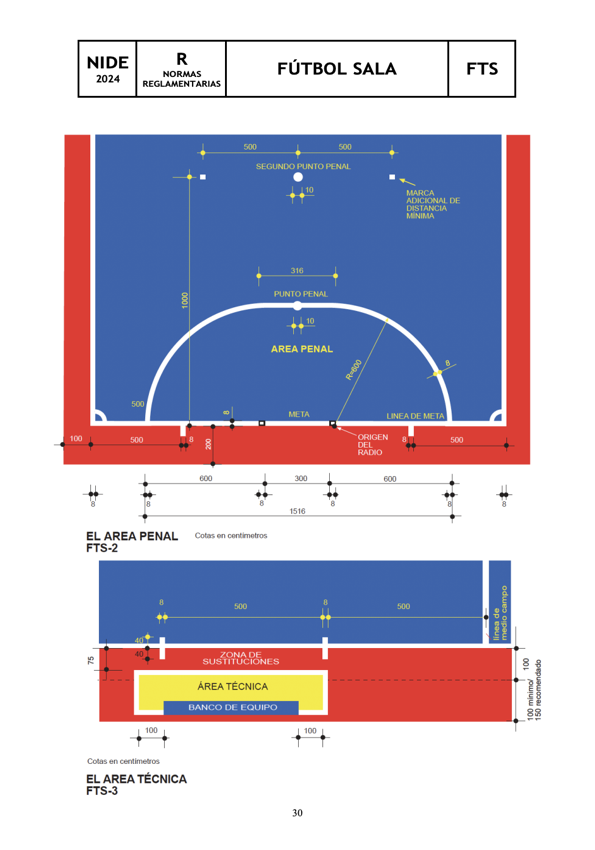 NIDE
2024
R
NORMAS
REGLAMENTARIAS
FÚTBOL SALA
FTS
500
500
SEGUNDO PUNTO PENAL
10
MARCA
ADICIONAL DE
DISTANCIA
MÍNIMA
316
1000
PUNTO PENAL
10
AREA PENAL
R=600
8
500
8
META
LINEA DE META
100
500
8
200
ORIGEN
DEL
RADIO
8
500
600
300
600
8
8
8
8
8
8
1516
EL AREA PENAL
FTS-2
Cotas en centímetros
8
500
8
500
línea de
medio campo
40
40
75
ZONA DE
SUSTITUCIONES
ÁREA TÉCNICA
BANCO DE EQUIPO
100
100 mínimo/
150 recomendado
100
100
Cotas en centímetros
EL AREA TÉCNICA
FTS-3
30